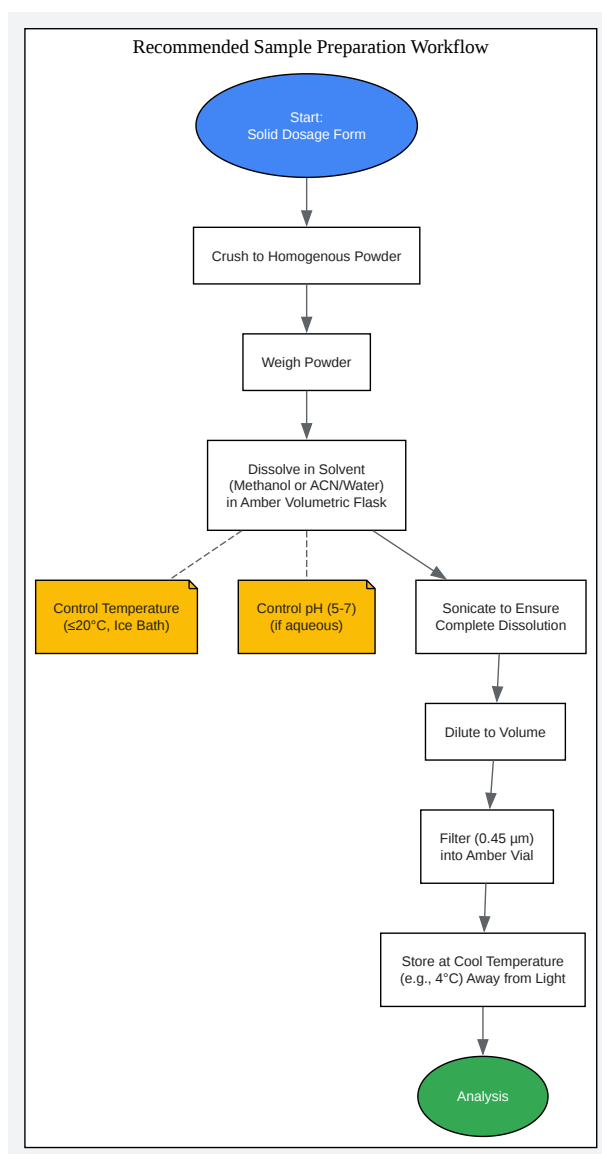 Recommended Sample Preparation Workflow
Start:
Solid Dosage Form
Crush to Homogenous Powder
Weigh Powder
Dissolve in Solvent
(Methanol or ACN/Water)
in Amber Volumetric Flask
Control Temperature
(≤20°C, Ice Bath)
Control pH (5-7)
(if aqueous)
Sonicate to Ensure
Complete Dissolution
Dilute to Volume
Filter (0.45 µm)
into Amber Vial
Store at Cool Temperature
(e.g., 4°C) Away from Light
Analysis